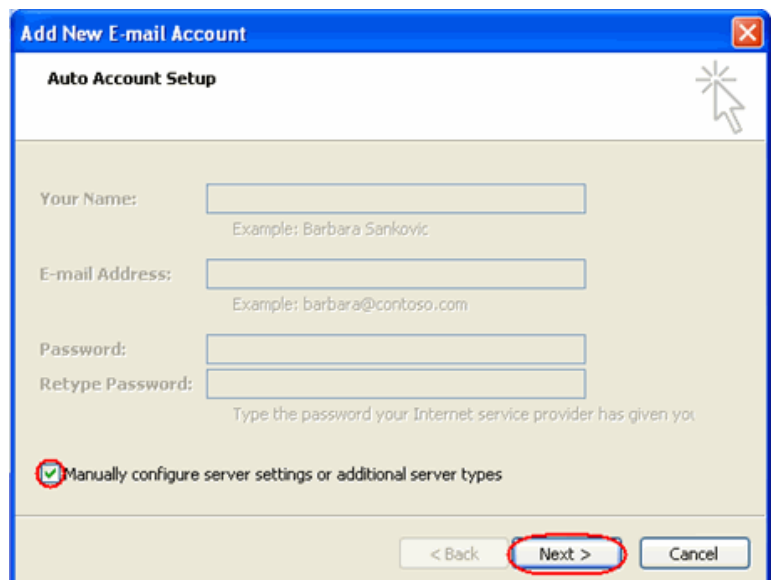 Add New E-mail Account
Auto Account Setup
Your Name:
Example: Barbara Sankovic
E-mail Address:
Example: barbara@contoso.com
Password:
Retype Password:
Type the password your Internet service provider has given you
Manually configure server settings or additional server types
< Back Next > Cancel